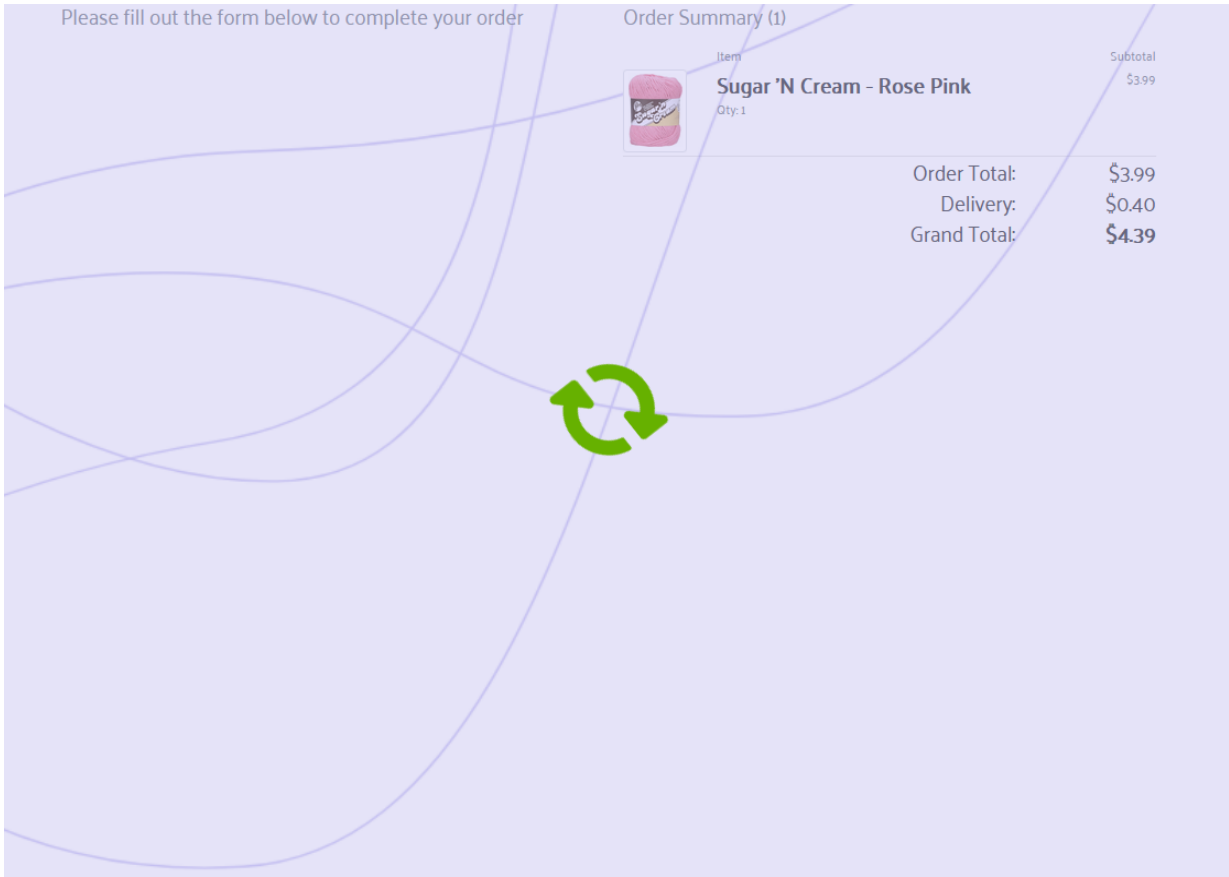 Please fill out the form below to complete your order
Order Summary (1)
Item
Subtotal
Sugar 'N Cream - Rose Pink
$3.99
Qty: 1
Order Total: $3.99
Delivery: $0.40
Grand Total: $4.39